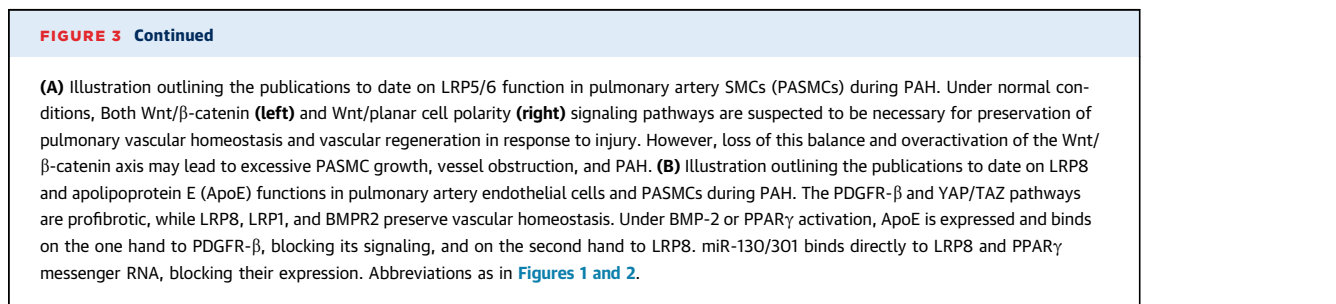 FIGURE 3 Continued
(A) Illustration outlining the publications to date on LRP5/6 function in pulmonary artery SMCs (PASMCs) during PAH. Under normal con-
ditions, Both Wnt/β-catenin (left) and Wnt/planar cell polarity (right) signaling pathways are suspected to be necessary for preservation of
pulmonary vascular homeostasis and vascular regeneration in response to injury. However, loss of this balance and overactivation of the Wnt/
β-catenin axis may lead to excessive PASMC growth, vessel obstruction, and PAH. (B) Illustration outlining the publications to date on LRP8
and apolipoprotein E (ApoE) functions in pulmonary artery endothelial cells and PASMCs during PAH. The PDGFR-β and YAP/TAZ pathways
are profibrotic, while LRP8, LRP1, and BMPR2 preserve vascular homeostasis. Under BMP-2 or PPARγ activation, ApoE is expressed and binds
on the one hand to PDGFR-β, blocking its signaling, and on the second hand to LRP8. miR-130/301 binds directly to LRP8 and PPARγ
messenger RNA, blocking their expression. Abbreviations as in Figures 1 and 2.